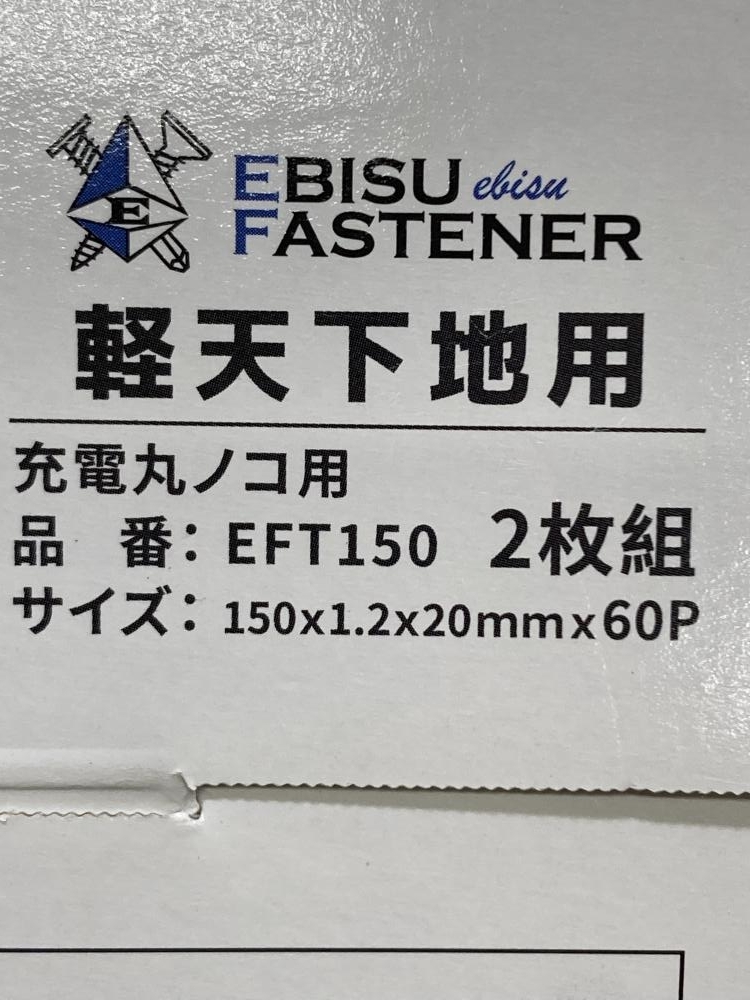 E
EBISU ebisu
FASTENER
軽天下地用
充電丸ノコ用
品　番： EFT150　2枚組
サイズ： 150x1.2x20mmx60P